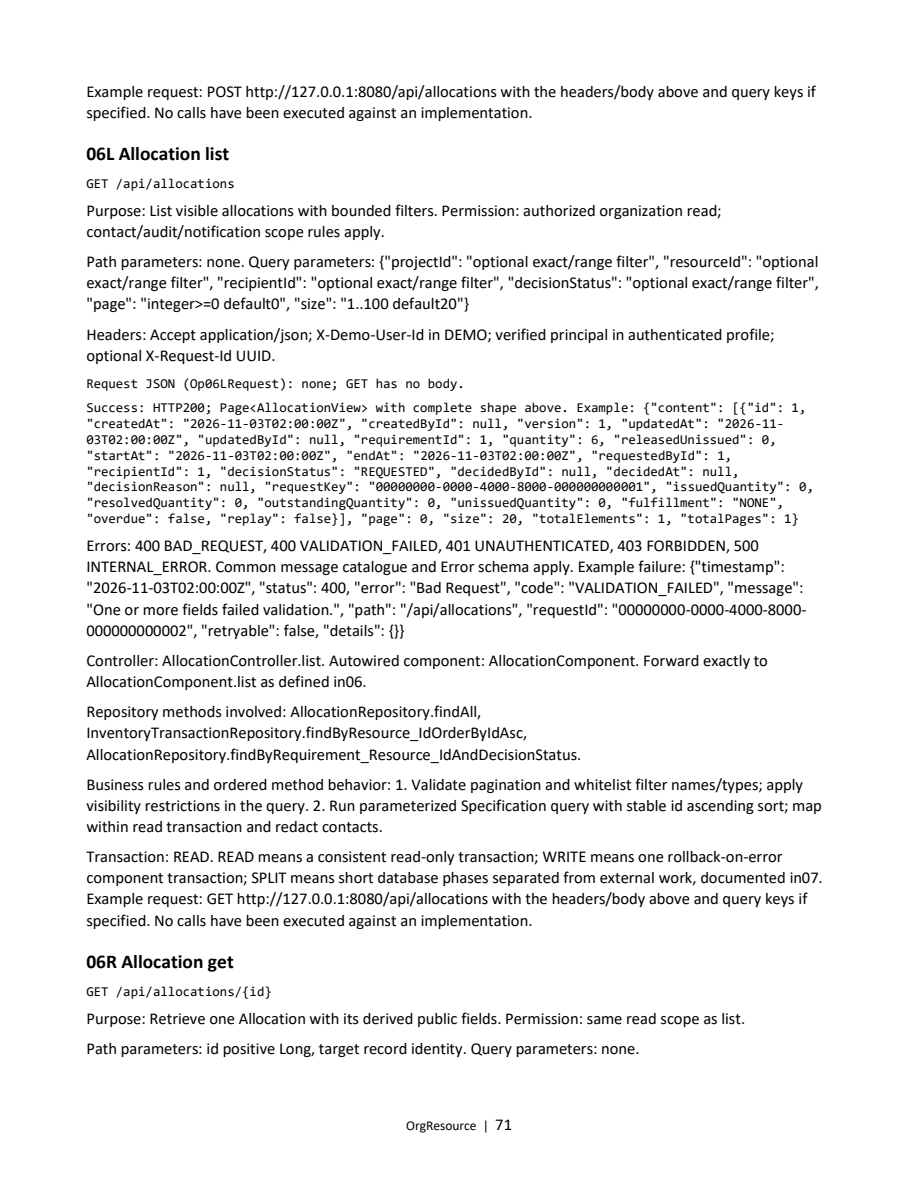 Example request: POST http://127.0.0.1:8080/api/allocations with the headers/body above and query keys if
specified. No calls have been executed against an implementation.
06L Allocation list
GET /api/allocations
Purpose: List visible allocations with bounded filters. Permission: authorized organization read;
contact/audit/notification scope rules apply.
Path parameters: none. Query parameters: {"projectId": "optional exact/range filter", "resourceId": "optional
exact/range filter", "recipientId": "optional exact/range filter", "decisionStatus": "optional exact/range filter",
"page": "integer>=0 default0", "size": "1..100 default20"}
Headers: Accept application/json; X-Demo-User-Id in DEMO; verified principal in authenticated profile;
optional X-Request-Id UUID.
Request JSON (Op06LRequest): none; GET has no body.
Success: HTTP200; Page<AllocationView> with complete shape above. Example: {"content": [{"id": 1,
"createdAt": "2026-11-03T02:00:00Z", "createdById": null, "version": 1, "updatedAt": "2026-11-
03T02:00:00Z", "updatedById": null, "requirementId": 1, "quantity": 6, "releasedUnissued": 0,
"startAt": "2026-11-03T02:00:00Z", "endAt": "2026-11-03T02:00:00Z", "requestedById": 1,
"recipientId": 1, "decisionStatus": "REQUESTED", "decidedById": null, "decidedAt": null,
"decisionReason": null, "requestKey": "00000000-0000-4000-8000-000000000001", "issuedQuantity": 0,
"resolvedQuantity": 0, "outstandingQuantity": 0, "unissuedQuantity": 0, "fulfillment": "NONE",
"overdue": false, "replay": false}], "page": 0, "size": 20, "totalElements": 1, "totalPages": 1}
Errors: 400 BAD_REQUEST, 400 VALIDATION_FAILED, 401 UNAUTHENTICATED, 403 FORBIDDEN, 500
INTERNAL_ERROR. Common message catalogue and Error schema apply. Example failure: {"timestamp":
"2026-11-03T02:00:00Z", "status": 400, "error": "Bad Request", "code": "VALIDATION_FAILED", "message":
"One or more fields failed validation.", "path": "/api/allocations", "requestId": "00000000-0000-4000-8000-
000000000002", "retryable": false, "details": {}}
Controller: AllocationController.list. Autowired component: AllocationComponent. Forward exactly to
AllocationComponent.list as defined in06.
Repository methods involved: AllocationRepository.findAll,
InventoryTransactionRepository.findByResource_IdOrderByIdAsc,
AllocationRepository.findByRequirement_Resource_IdAndDecisionStatus.
Business rules and ordered method behavior: 1. Validate pagination and whitelist filter names/types; apply
visibility restrictions in the query. 2. Run parameterized Specification query with stable id ascending sort; map
within read transaction and redact contacts.
Transaction: READ. READ means a consistent read-only transaction; WRITE means one rollback-on-error
component transaction; SPLIT means short database phases separated from external work, documented in07.
Example request: GET http://127.0.0.1:8080/api/allocations with the headers/body above and query keys if
specified. No calls have been executed against an implementation.
06R Allocation get
GET /api/allocations/{id}
Purpose: Retrieve one Allocation with its derived public fields. Permission: same read scope as list.
Path parameters: id positive Long, target record identity. Query parameters: none.
OrgResource | 71